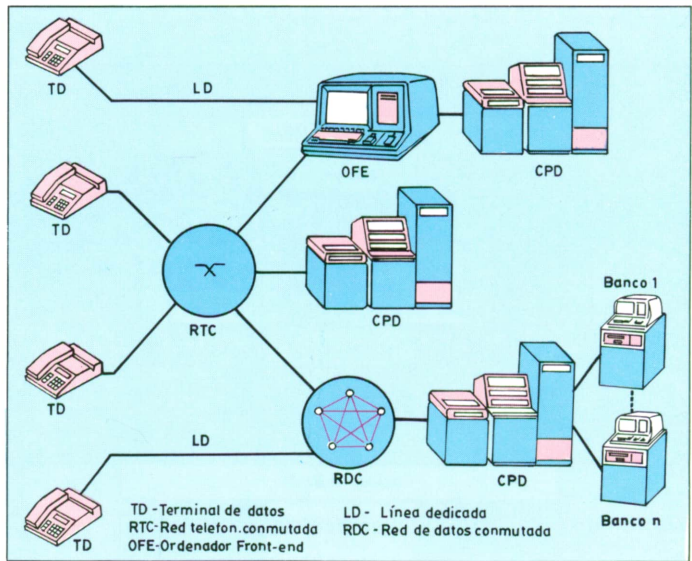 TD
LD
OFE
CPD
TD
RTC
CPD
Banco 1
TD
LD
RDC
CPD
Banco n
TD
TD - Terminal de datos
LD - Línea dedicada
RTC-Red telefon.conmutada
RDC - Red de datos conmutada
OFE-Ordenador Front-end